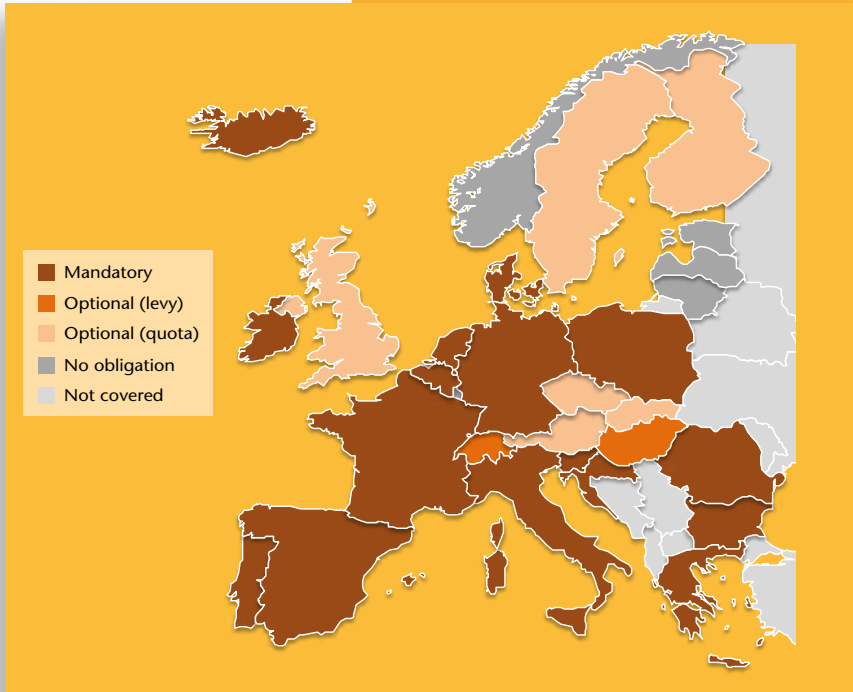 Mandatory
Optional (levy)
Optional (quota)
No obligation
Not covered